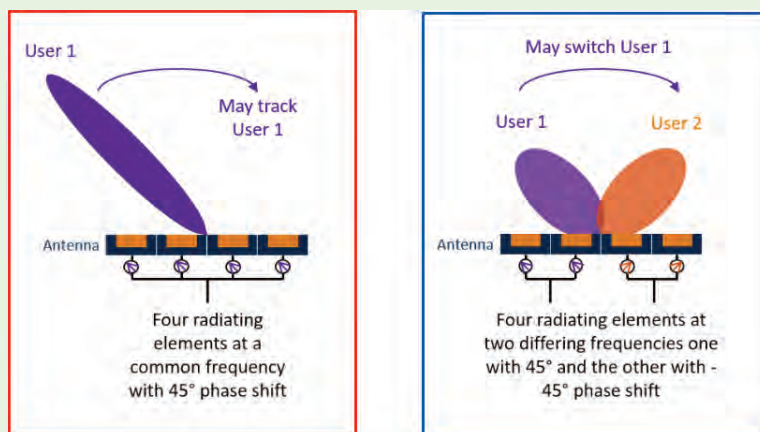 User 1
May track
User 1
Antenna
Four radiating
elements at a
common frequency
with 45° phase shift
May switch User 1
User 1
User 2
Antenna
Four radiating elements at
two differing frequencies one
with 45° and the other with -
45° phase shift